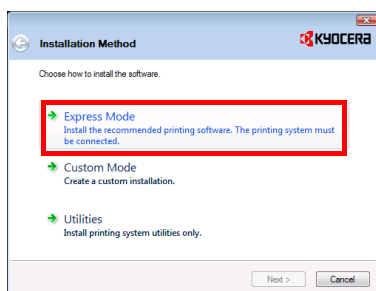 Installation Method
KYOCERA
Choose how to install the software.
Express Mode
Install the recommended printing software. The printing system must
be connected.
Custom Mode
Create a custom installation.
Utilities
Install printing system utilities only.
Next >
Cancel